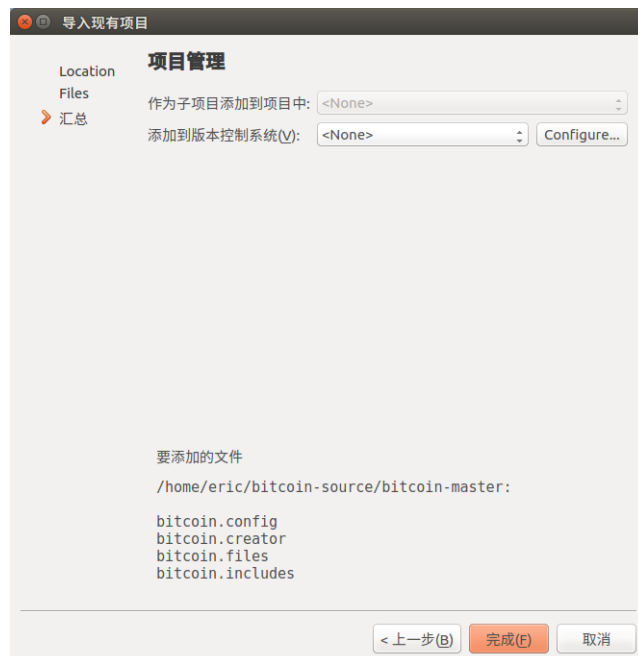 导入现有项目
Location
Files
汇总
项目管理
作为子项目添加到项目中: <None>
添加到版本控制系统(V): <None> Configure...
要添加的文件
/home/eric/bitcoin-source/bitcoin-master:
bitcoin.config
bitcoin.creator
bitcoin.files
bitcoin.includes
< 上一步(B) 完成(F) 取消